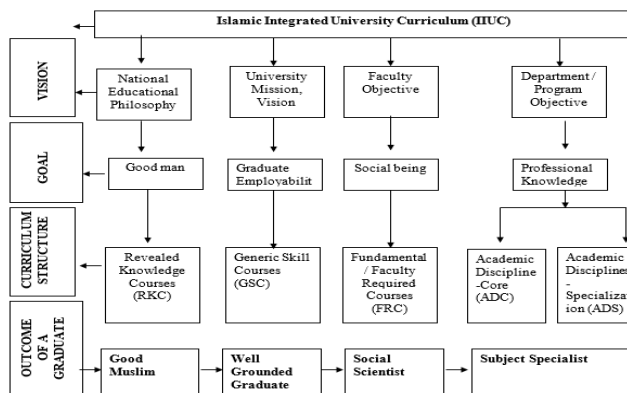 Islamic Integrated University Curriculum (IIUC)
VISION
National
Educational
Philosophy
University
Mission,
Vision
Faculty
Objective
Department /
Program
Objective
GOAL
Good man
Graduate
Employabilit
Social being
Professional
Knowledge
CURRICULUM
STRUCTURE
Revealed
Knowledge
Courses
(RKC)
Generic Skill
Courses
(GSC)
Fundamental
/ Faculty
Required
Courses
(FRC)
Academic
Discipline
-Core (ADC)
Academic
Disciplines
-
Specializat
ion (ADS)
OUTCOME
OF A
GRADUATE
Good
Muslim
Well
Grounded
Graduate
Social
Scientist
Subject Specialist